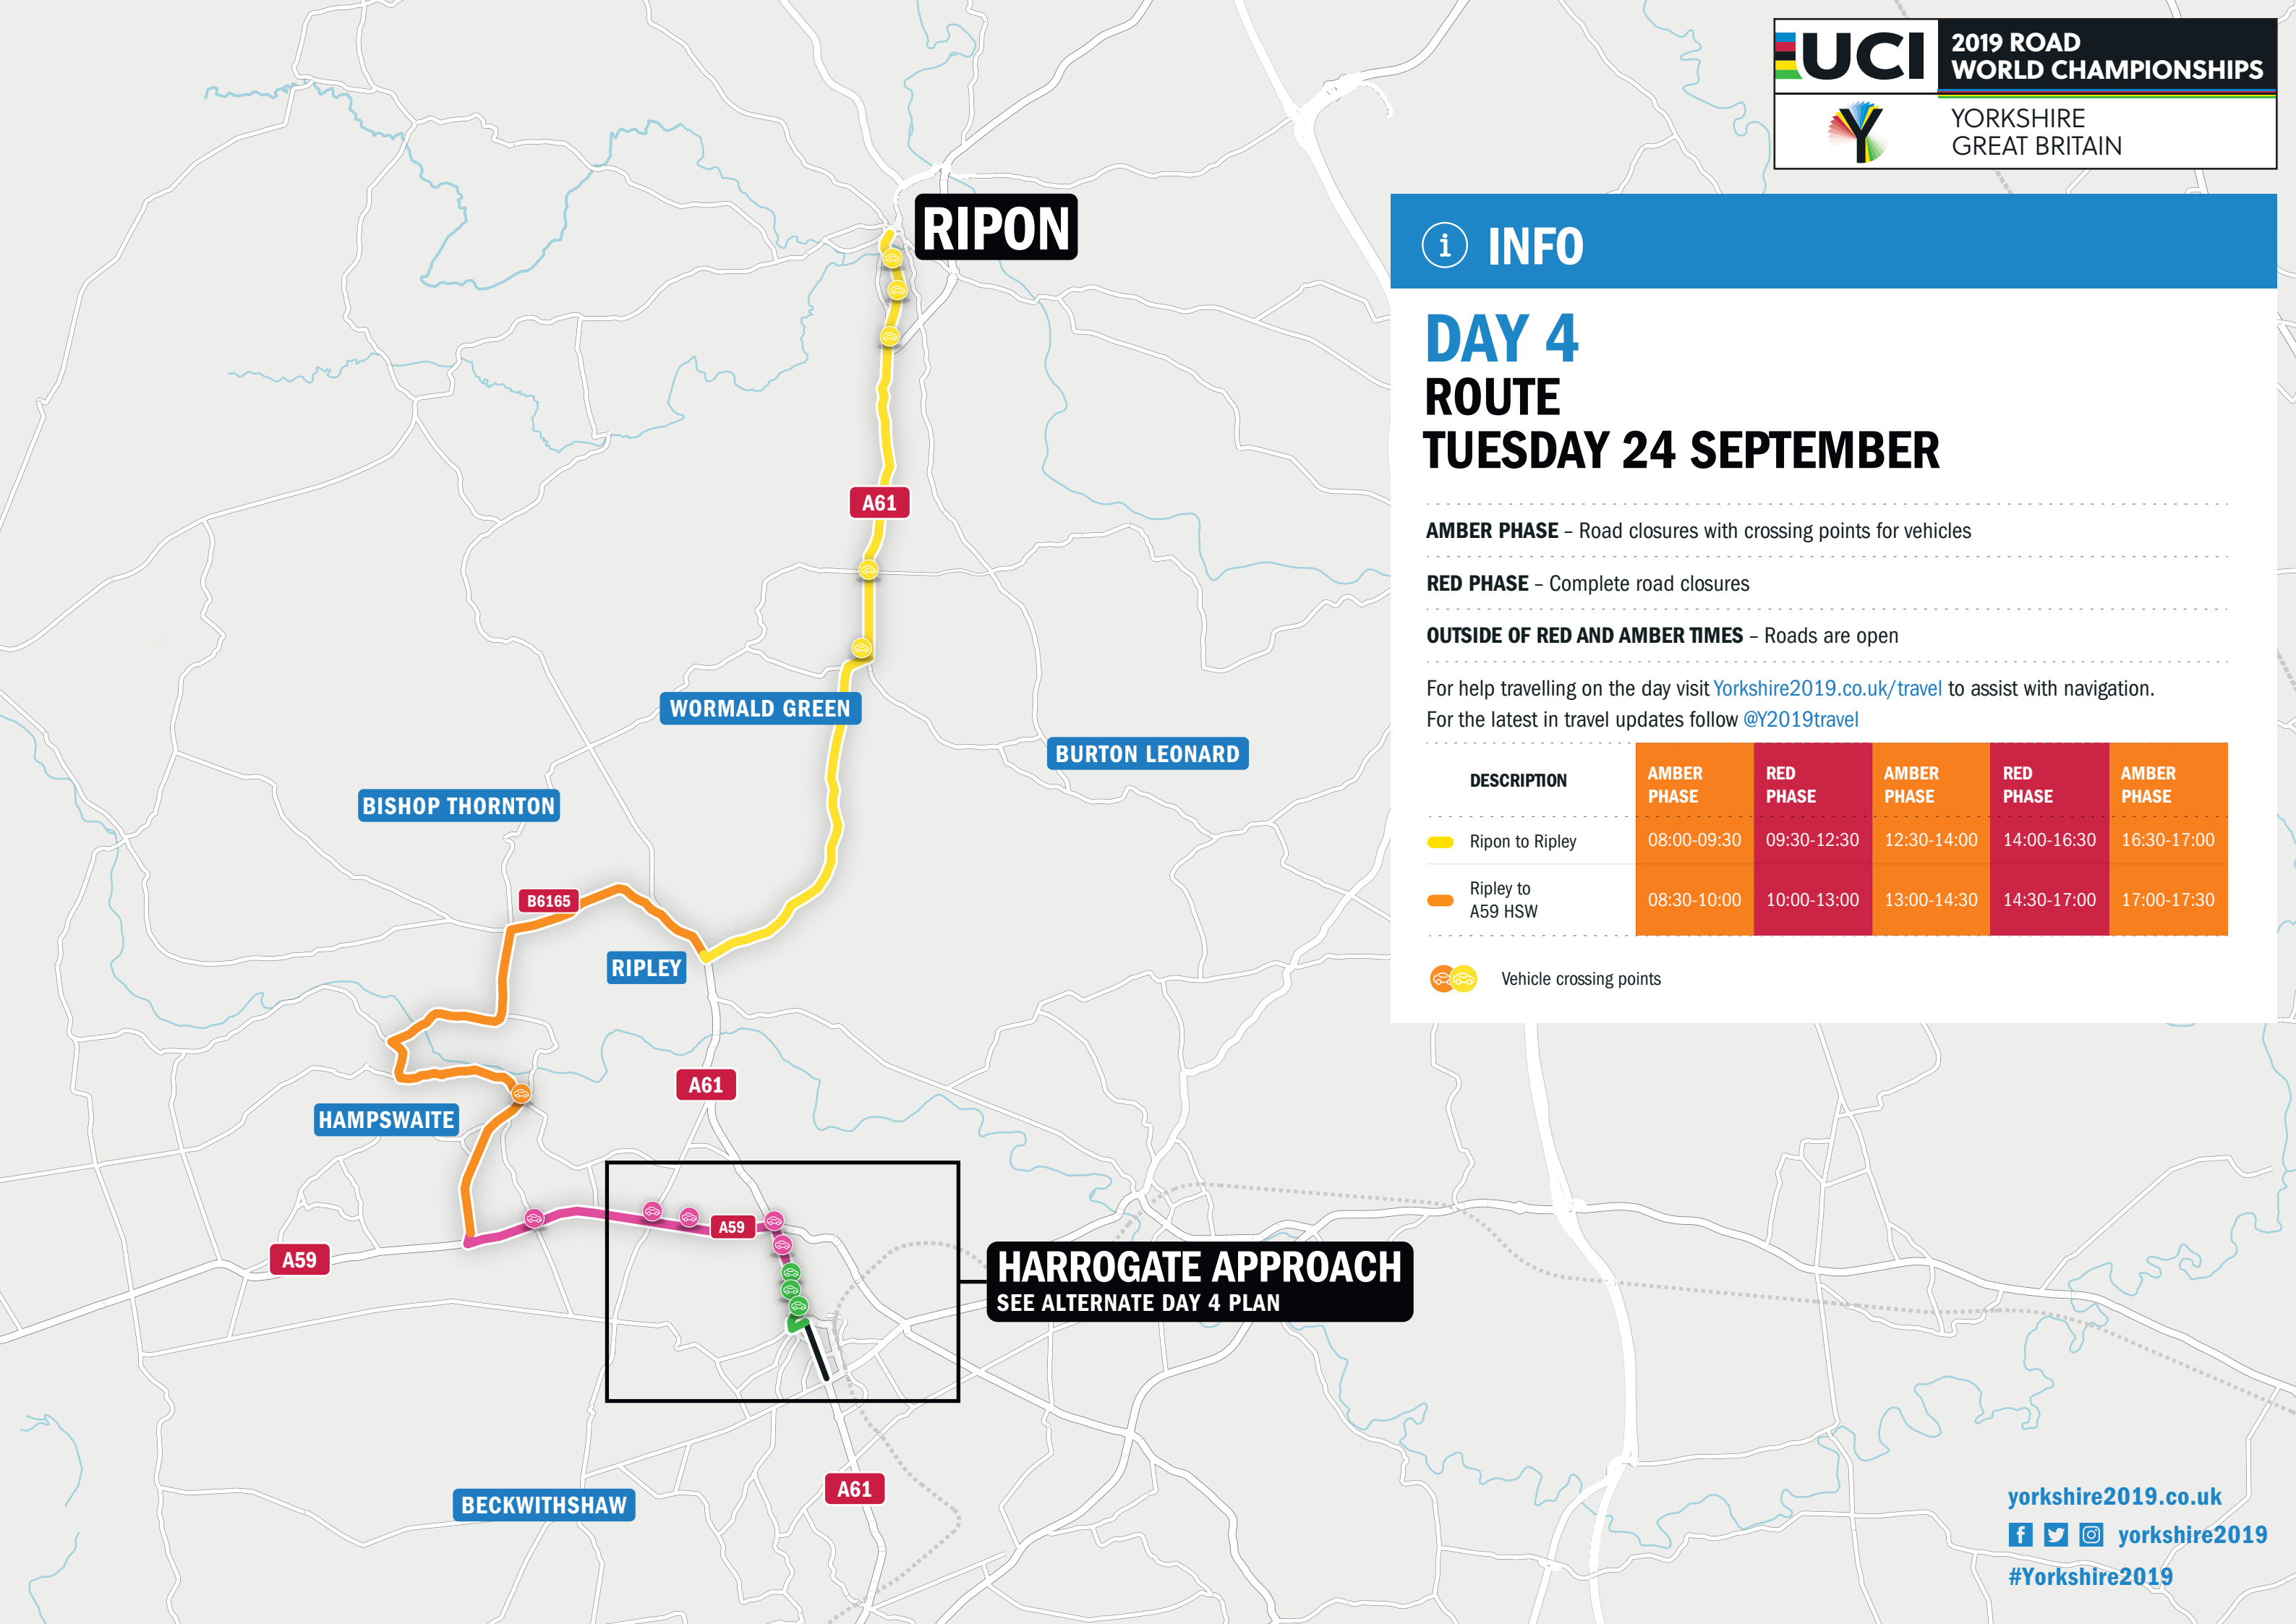 UCI
2019 ROAD
WORLD CHAMPIONSHIPS
YORKSHIRE
GREAT BRITAIN
RIPON
A61
WORMALD GREEN
BURTON LEONARD
BISHOP THORNTON
B6165
RIPLEY
A61
HAMPSWAITE
A59
A59
HARROGATE APPROACH
SEE ALTERNATE DAY 4 PLAN
A61
BECKWITHSHAW
i INFO
DAY 4
ROUTE
TUESDAY 24 SEPTEMBER
AMBER PHASE – Road closures with crossing points for vehicles
RED PHASE – Complete road closures
OUTSIDE OF RED AND AMBER TIMES – Roads are open
For help travelling on the day visit Yorkshire2019.co.uk/travel to assist with navigation.
For the latest in travel updates follow @Y2019travel
DESCRIPTION AMBER PHASE RED PHASE AMBER PHASE RED PHASE AMBER PHASE
Ripon to Ripley 08:00-09:30 09:30-12:30 12:30-14:00 14:00-16:30 16:30-17:00
Ripley to A59 HSW 08:30-10:00 10:00-13:00 13:00-14:30 14:30-17:00 17:00-17:30
Vehicle crossing points
yorkshire2019.co.uk
yorkshire2019
#Yorkshire2019